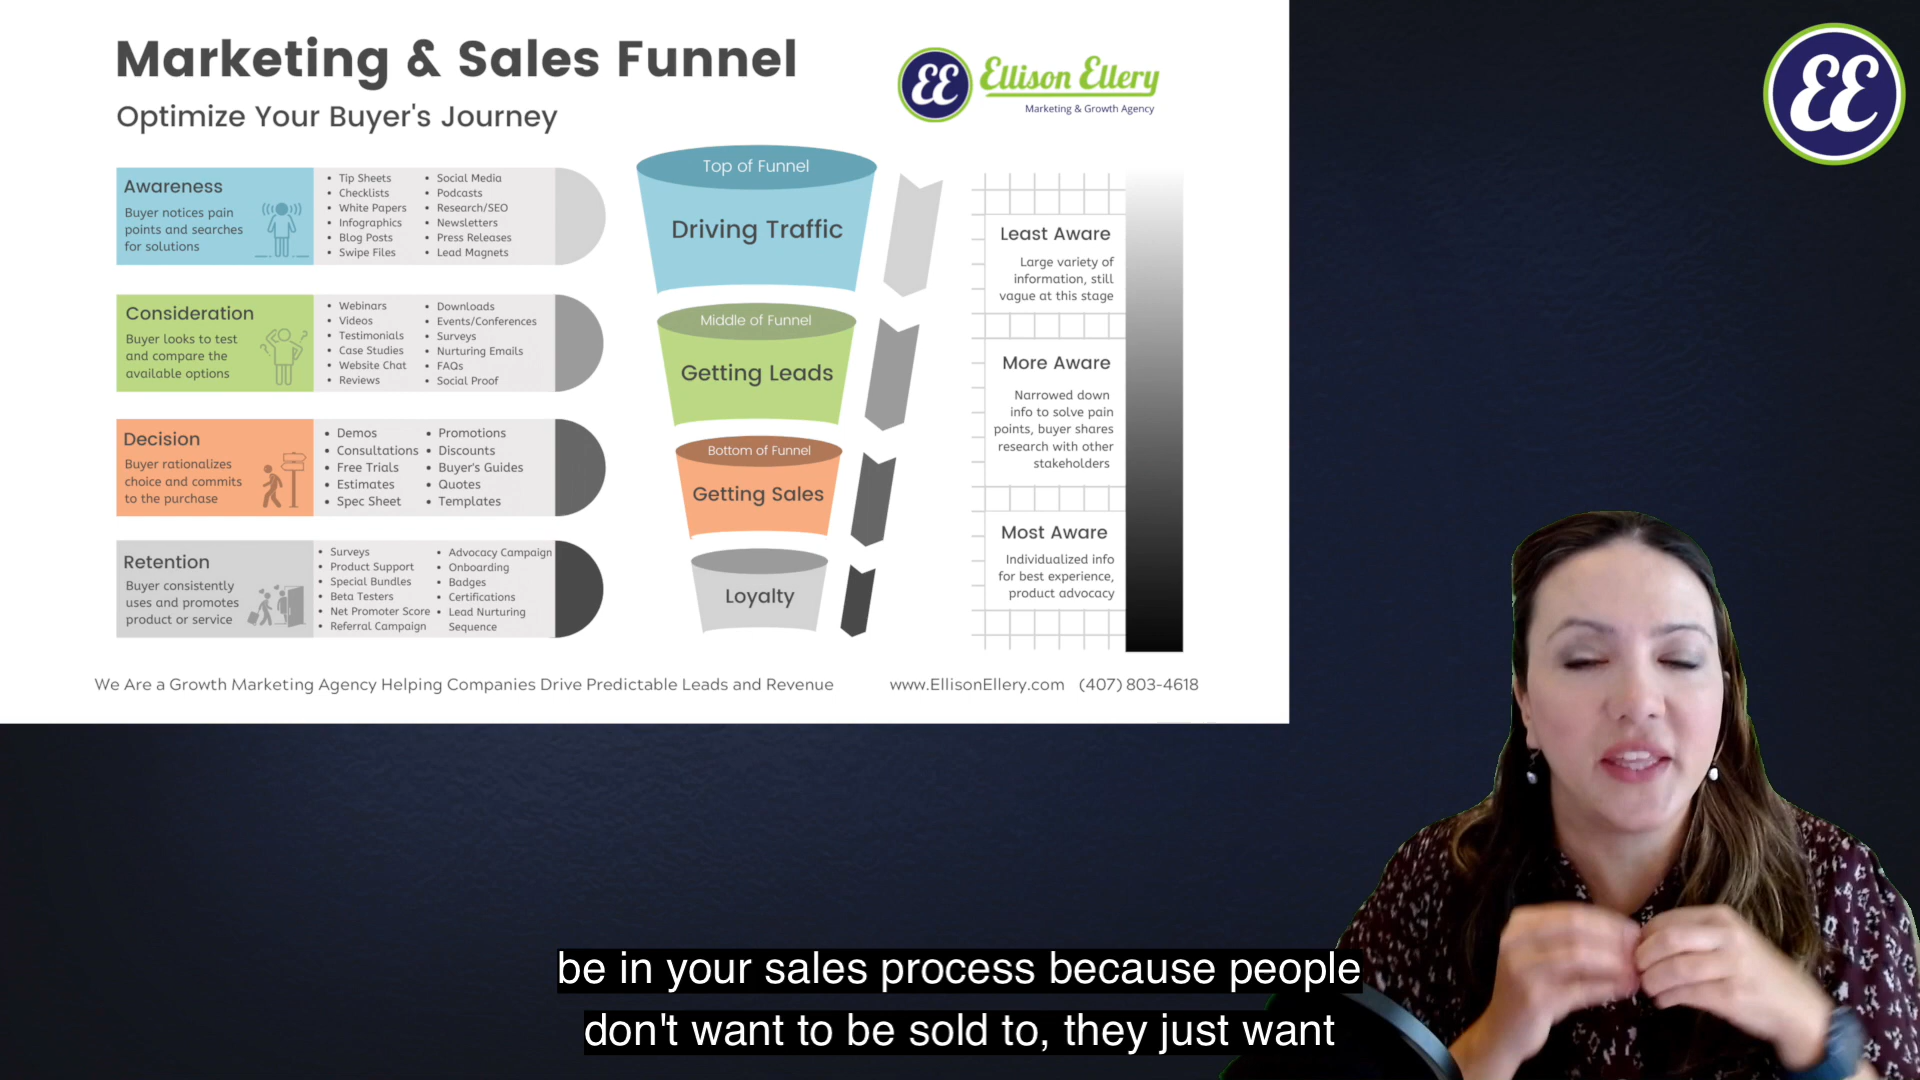 Marketing & Sales Funnel
Optimize Your Buyer's Journey
EE
Ellison Ellery
Marketing & Growth Agency
EE
Awareness
Buyer notices pain
points and searches
for solutions
• Tip Sheets
• Checklists
• White Papers
• Infographics
• Blog Posts
• Swipe Files
• Social Media
• Podcasts
• Research/SEO
• Newsletters
• Press Releases
• Lead Magnets
Top of Funnel
Driving Traffic
Least Aware
Large variety of
information, still
vague at this stage
Consideration
Buyer looks to test
and compare the
available options
• Webinars
• Videos
• Testimonials
• Case Studies
• Website Chat
• Reviews
• Downloads
• Events/Conferences
• Surveys
• Nurturing Emails
• FAQs
• Social Proof
Middle of Funnel
Getting Leads
More Aware
Narrowed down
info to solve pain
points, buyer shares
research with other
stakeholders
Decision
Buyer rationalizes
choice and commits
to the purchase
• Demos
• Consultations
• Free Trials
• Estimates
• Spec Sheet
• Promotions
• Discounts
• Buyer's Guides
• Quotes
• Templates
Bottom of Funnel
Getting Sales
Most Aware
Individualized info
for best experience,
product advocacy
Retention
Buyer consistently
uses and promotes
product or service
• Surveys
• Product Support
• Special Bundles
• Beta Testers
• Net Promoter Score
• Referral Campaign
• Advocacy Campaign
• Onboarding
• Badges
• Certifications
• Lead Nurturing
Sequence
Loyalty
We Are a Growth Marketing Agency Helping Companies Drive Predictable Leads and Revenue
www.EllisonEllery.com (407) 803-4618
be in your sales process because people
don't want to be sold to, they just want